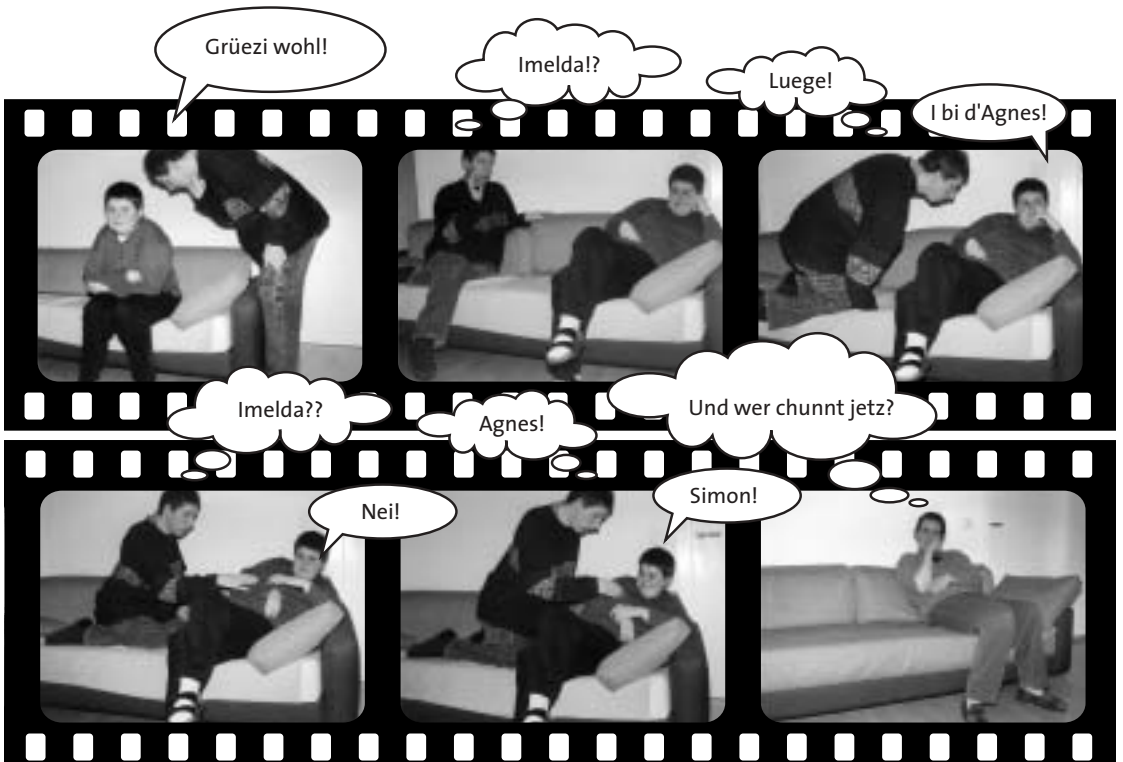 Grüezi wohl!
Imelda!?
Luege!
I bi d'Agnes!
Imelda??
Agnes!
Und wer chunnt jetz?
Nei!
Simon!